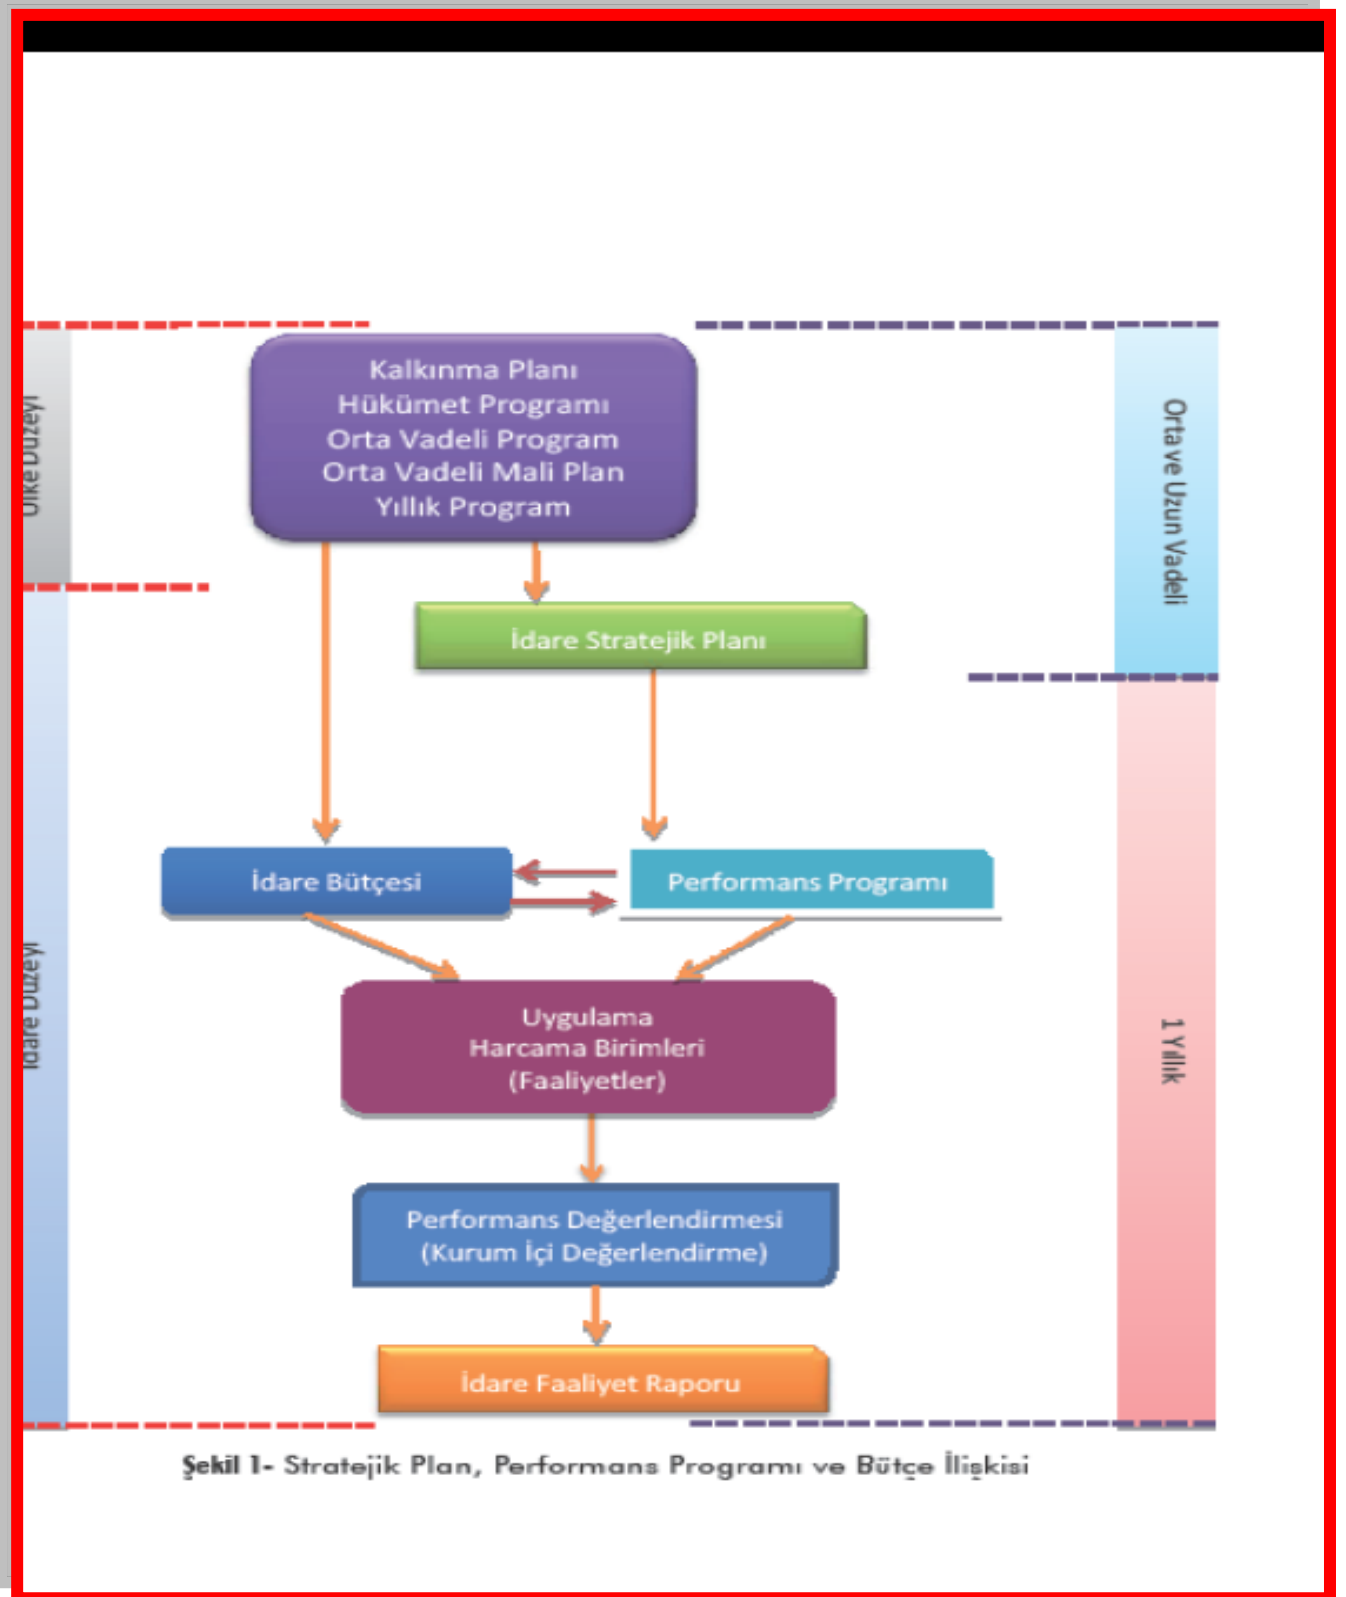 Kalkınma Planı
Hükümet Programı
Orta Vadeli Program
Orta Vadeli Mali Plan
Yıllık Program
Orta ve Uzun Vadeli
İdare Stratejik Planı
İdare Bütçesi
Performans Programı
Uygulama
Harcama Birimleri
(Faaliyetler)
1 Yıllık
Performans Değerlendirmesi
(Kurum İçi Değerlendirme)
İdare Faaliyet Raporu
Şekil 1- Stratejik Plan, Performans Programı ve Bütçe İlişkisi